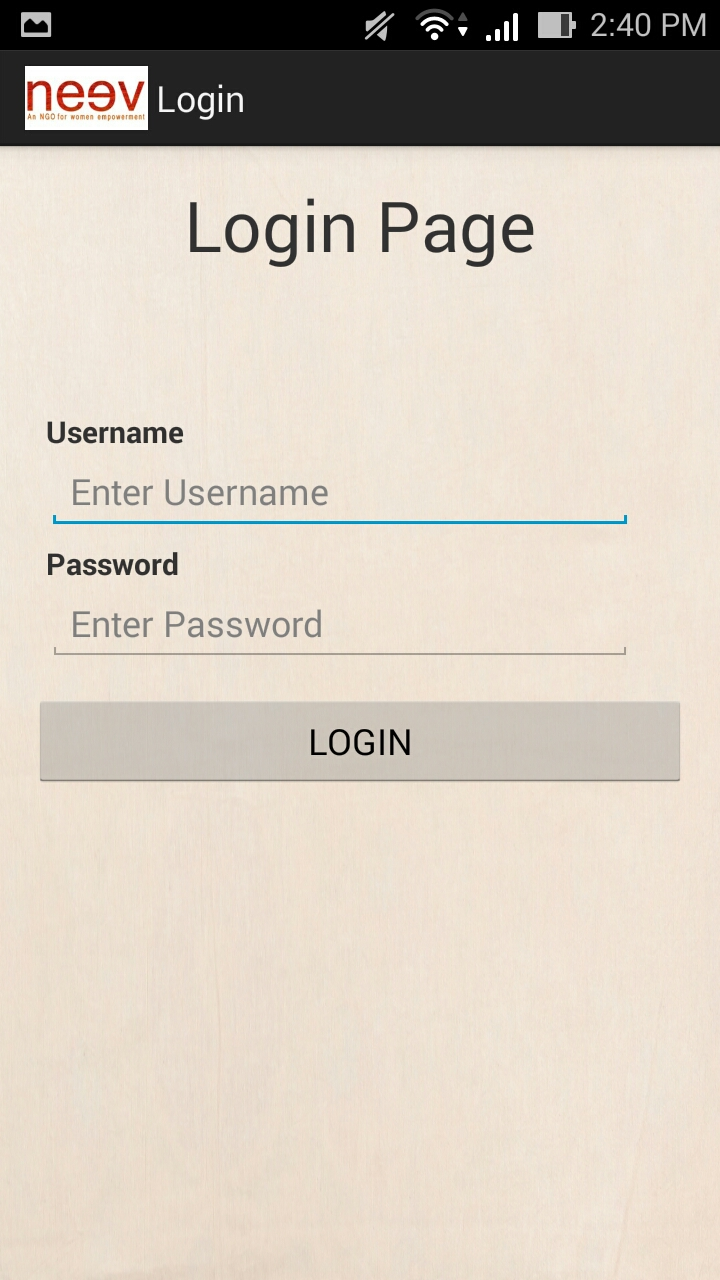 2:40 PM
neev
An NGO for women empowerment
Login
Login Page
Username
Enter Username
Password
Enter Password
LOGIN